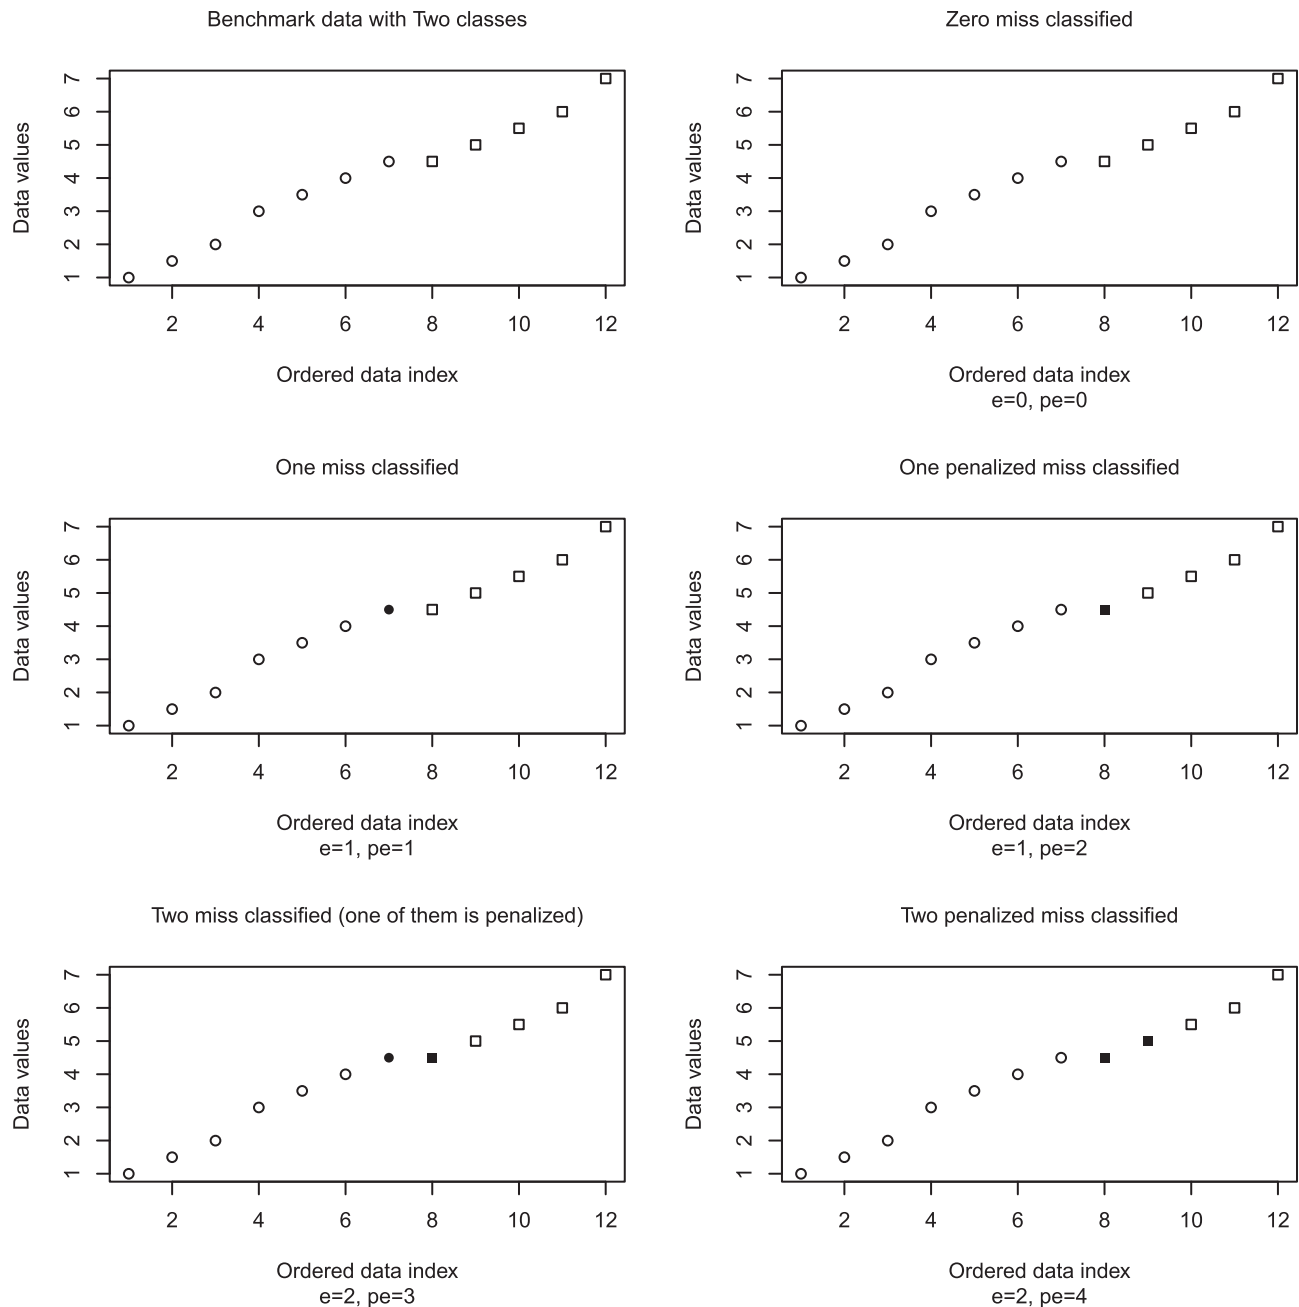 Benchmark data with Two classes
Data values
7
6
5
4
3
2
1
2 4 6 8 10 12
Ordered data index
Zero miss classified
Data values
7
6
5
4
3
2
1
2 4 6 8 10 12
Ordered data index
e=0, pe=0
One miss classified
Data values
7
6
5
4
3
2
1
2 4 6 8 10 12
Ordered data index
e=1, pe=1
One penalized miss classified
Data values
7
6
5
4
3
2
1
2 4 6 8 10 12
Ordered data index
e=1, pe=2
Two miss classified (one of them is penalized)
Data values
7
6
5
4
3
2
1
2 4 6 8 10 12
Ordered data index
e=2, pe=3
Two penalized miss classified
Data values
7
6
5
4
3
2
1
2 4 6 8 10 12
Ordered data index
e=2, pe=4